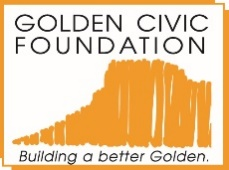 GOLDEN CIVIC
FOUNDATION
Building a better Golden.